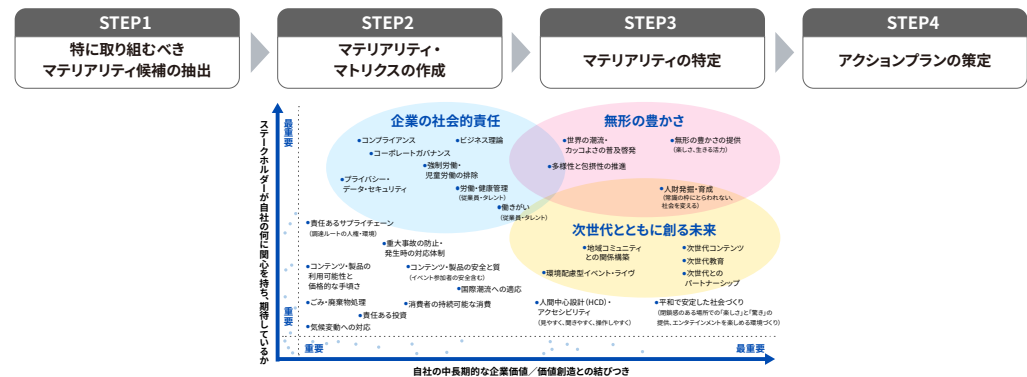 STEP1
特に取り組むべき
マテリアリティ候補の抽出
STEP2
マテリアリティ・
マトリクスの作成
STEP3
マテリアリティの特定
STEP4
アクションプランの策定
ステークホルダーが自社の何に関心を持ち、期待しているか
最重要
重要
企業の社会的責任
•コンプライアンス
•ビジネス理論
•コーポレートガバナンス
•強制労働・
児童労働の排除
•プライバシー・
データ・セキュリティ
•労働・健康管理
(従業員・タレント)
•働きがい
(従業員・タレント)
無形の豊かさ
•世界の潮流・
カッコよさの普及啓発
•無形の豊かさの提供
(楽しさ、生きる活力)
•多様性と包摂性の推進
•人財発掘・育成
(常識の枠にとらわれない、
社会を変える)
次世代とともに創る未来
•地域コミュニティ
との関係構築
•次世代コンテンツ
•次世代教育
•環境配慮型イベント・ライヴ
•次世代との
パートナーシップ
•責任あるサプライチェーン
(調達ルートの人権・環境)
•重大事故の防止・
発生時の対応体制
•コンテンツ・製品の
利用可能性と
価格的な手頃さ
•コンテンツ・製品の安全と質
(イベント参加者の安全含む)
•国際潮流への適応
•ごみ・廃棄物処理
•消費者の持続可能な消費
•責任ある投資
•気候変動への対応
•人間中心設計(HCD)・
アクセシビリティ
(見やすく、聞きやすく、操作しやすく)
•平和で安定した社会づくり
(閉鎖感のある場所での「楽しさ」と「驚き」の
提供、エンタテインメントを楽しめる環境づくり)
重要
最重要
自社の中長期的な企業価値／価値創造との結びつき